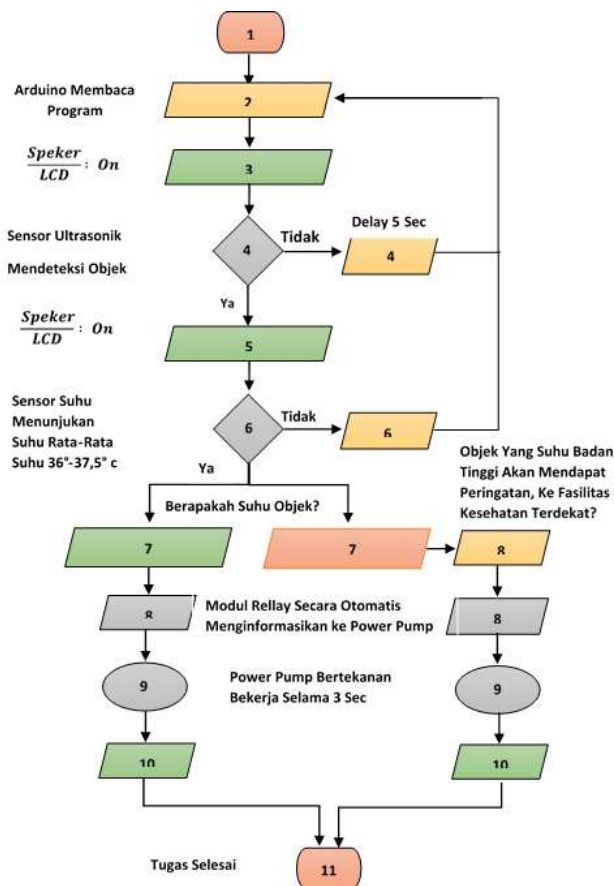 1
Arduino Membaca
Program
2
Speker
LCD : On
3
Sensor Ultrasonik
Mendeteksi Objek
4
Tidak
Delay 5 Sec
4
Ya
Speker
LCD : On
5
Sensor Suhu
Menunjukan
Suhu Rata-Rata
Suhu 36°-37,5° c
6
Tidak
6
Ya
Berapakah Suhu Objek?
Objek Yang Suhu Badan
Tinggi Akan Mendapat
Peringatan, Ke Fasilitas
Kesehatan Terdekat?
7
7
8
8
Modul Rellay Secara Otomatis
Menginformasikan ke Power Pump
8
9
Power Pump Bertekanan
Bekerja Selama 3 Sec
9
10
10
Tugas Selesai
11